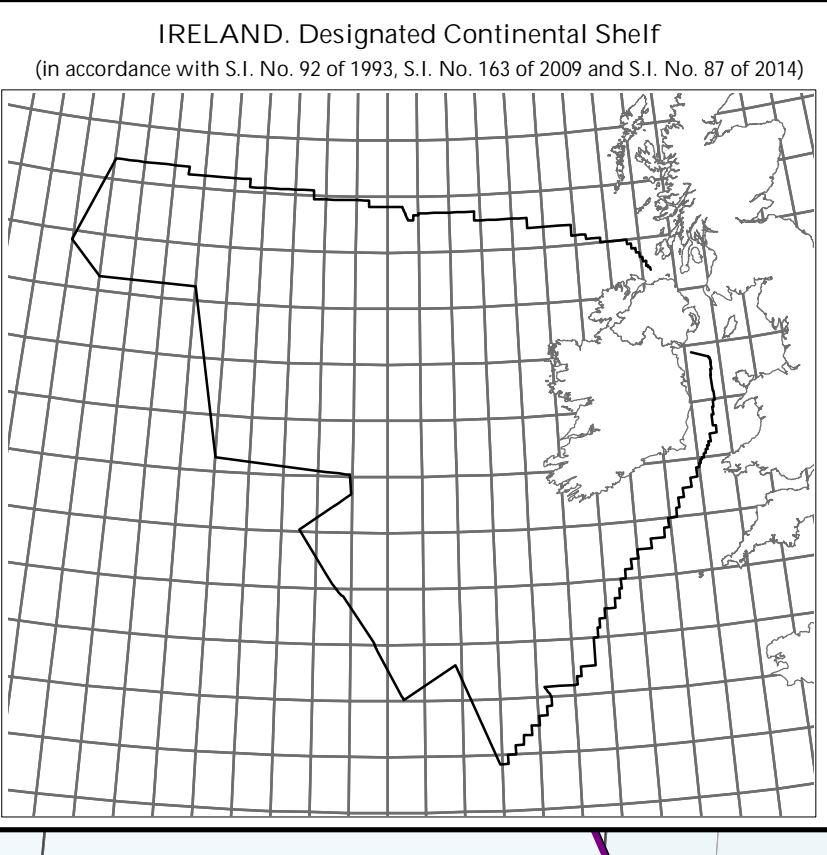 IRELAND. Designated Continental Shelf
(in accordance with S.I. No. 92 of 1993, S.I. No. 163 of 2009 and S.I. No. 87 of 2014)